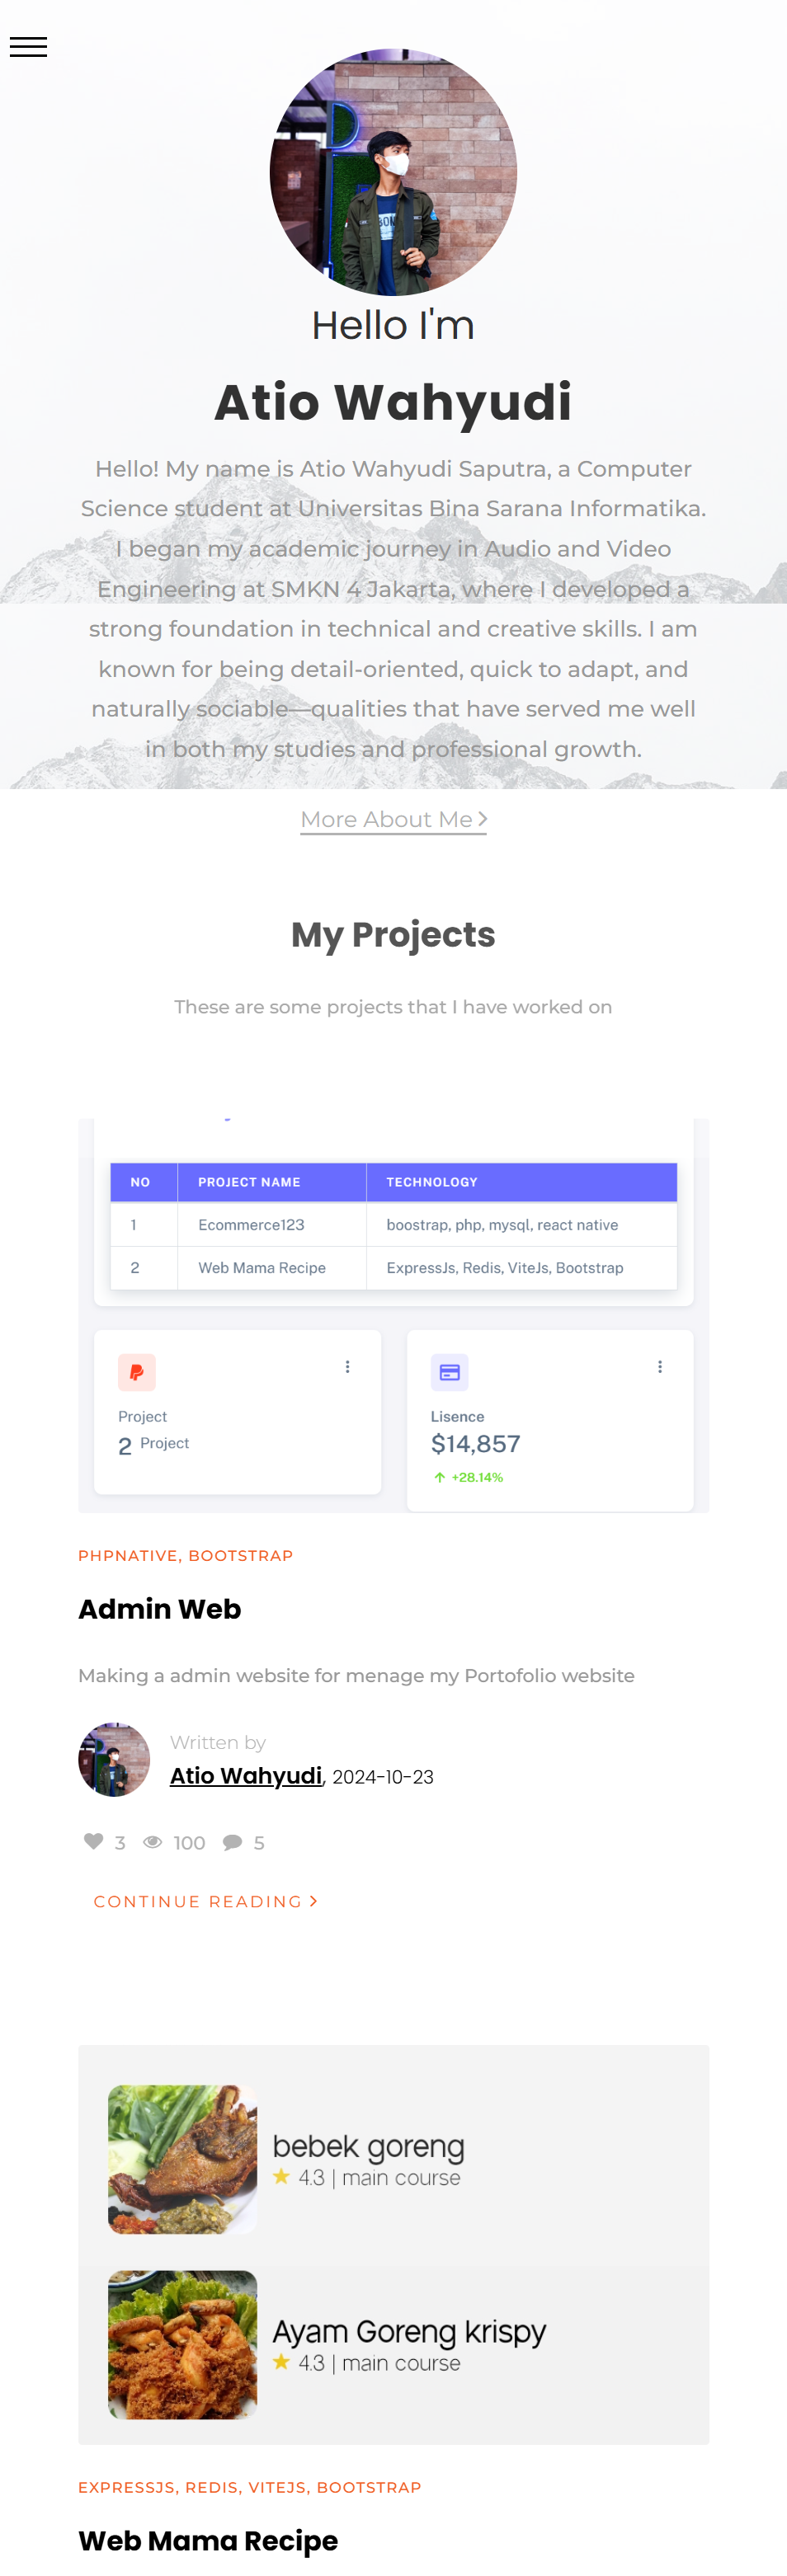 Hello I'm
Atio Wahyudi
Hello! My name is Atio Wahyudi Saputra, a Computer
Science student at Universitas Bina Sarana Informatika.
I began my academic journey in Audio and Video
Engineering at SMKN 4 Jakarta, where I developed a
strong foundation in technical and creative skills. I am
known for being detail-oriented, quick to adapt, and
naturally sociable—qualities that have served me well
in both my studies and professional growth.
More About Me
My Projects
These are some projects that I have worked on
NO PROJECT NAME TECHNOLOGY
1 Ecommerce123 boostrap, php, mysql, react native
2 Web Mama Recipe ExpressJs, Redis, ViteJs, Bootstrap
Project
2 Project
Lisence
$14,857
+28.14%
PHPNATIVE, BOOTSTRAP
Admin Web
Making a admin website for menage my Portofolio website
Written by
Atio Wahyudi, 2024-10-23
3 100 5
CONTINUE READING
bebek goreng
4.3 | main course
Ayam Goreng krispy
4.3 | main course
EXPRESSJS, REDIS, VITEJS, BOOTSTRAP
Web Mama Recipe